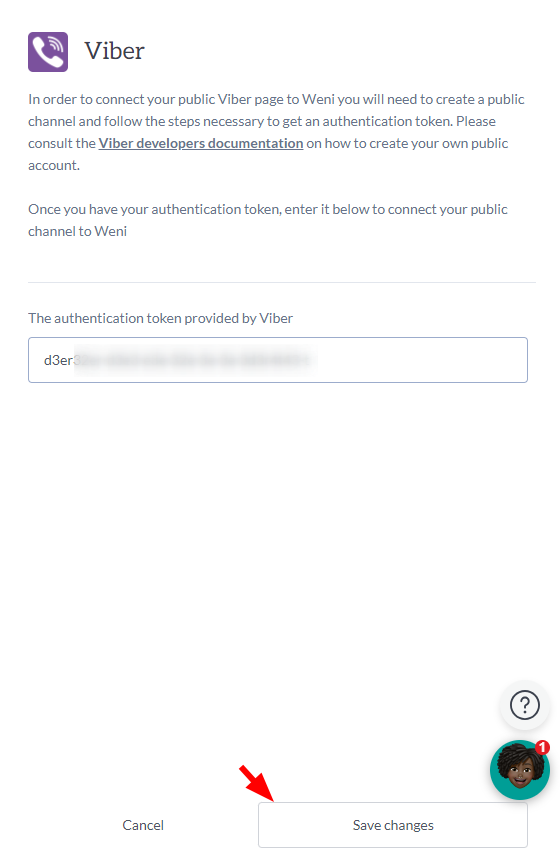 Viber
In order to connect your public Viber page to Weni you will need to create a public
channel and follow the steps necessary to get an authentication token. Please
consult the Viber developers documentation on how to create your own public
account.
Once you have your authentication token, enter it below to connect your public
channel to Weni
The authentication token provided by Viber
d3er
?
1
Cancel
Save changes